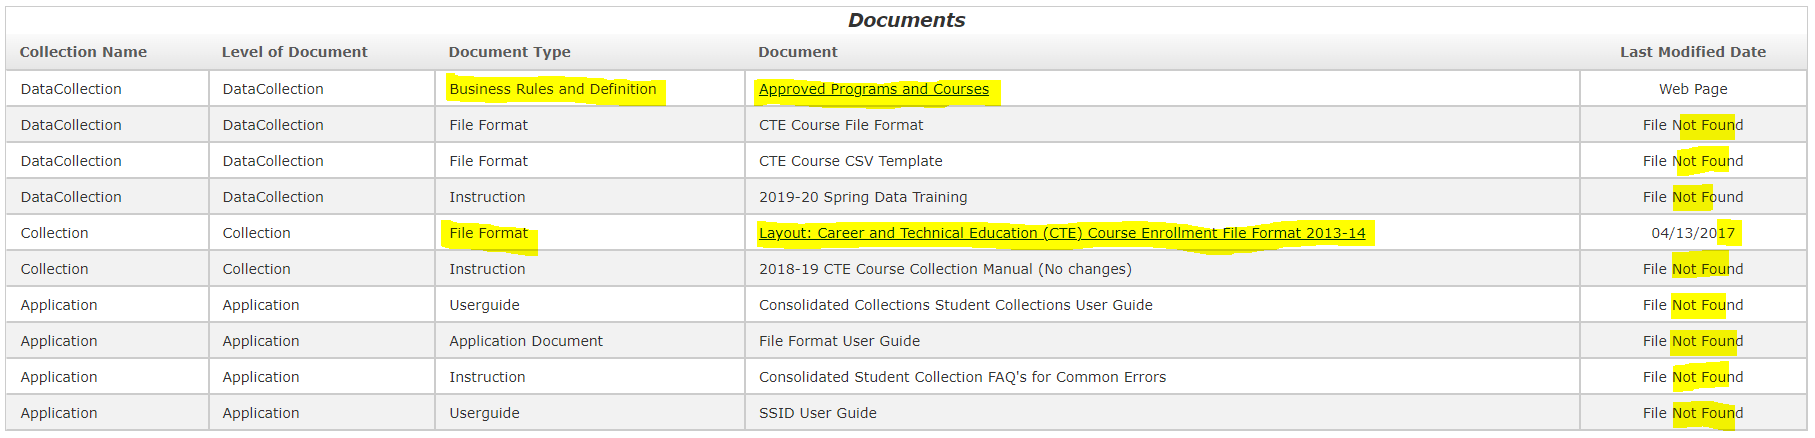 Documents
Collection Name Level of Document Document Type Document Last Modified Date
DataCollection DataCollection Business Rules and Definition Approved Programs and Courses Web Page
DataCollection DataCollection File Format CTE Course File Format File Not Found
DataCollection DataCollection File Format CTE Course CSV Template File Not Found
DataCollection DataCollection Instruction 2019-20 Spring Data Training File Not Found
Collection Collection File Format Layout: Career and Technical Education (CTE) Course Enrollment File Format 2013-14 04/13/2017
Collection Collection Instruction 2018-19 CTE Course Collection Manual (No changes) File Not Found
Application Application Userguide Consolidated Collections Student Collections User Guide File Not Found
Application Application Application Document File Format User Guide File Not Found
Application Application Instruction Consolidated Student Collection FAQ's for Common Errors File Not Found
Application Application Userguide SSID User Guide File Not Found